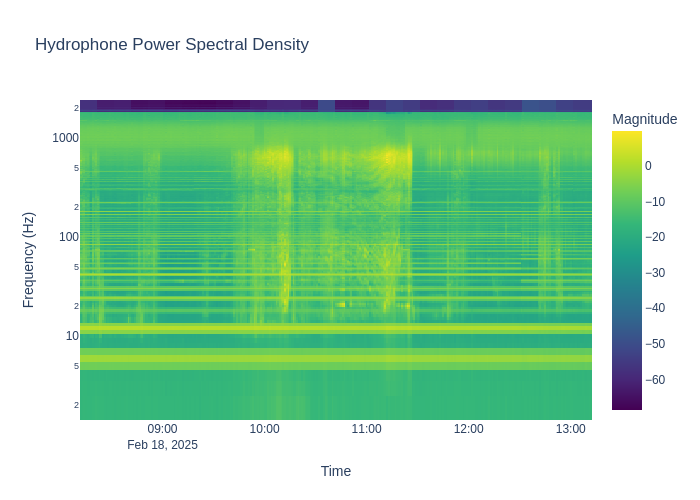 Hydrophone Power Spectral Density
Magnitude
2
1000
5
2
100
5
2
10
5
2
Frequency (Hz)
0
−10
−20
−30
−40
−50
−60
09:00 10:00 11:00 12:00 13:00
Feb 18, 2025
Time